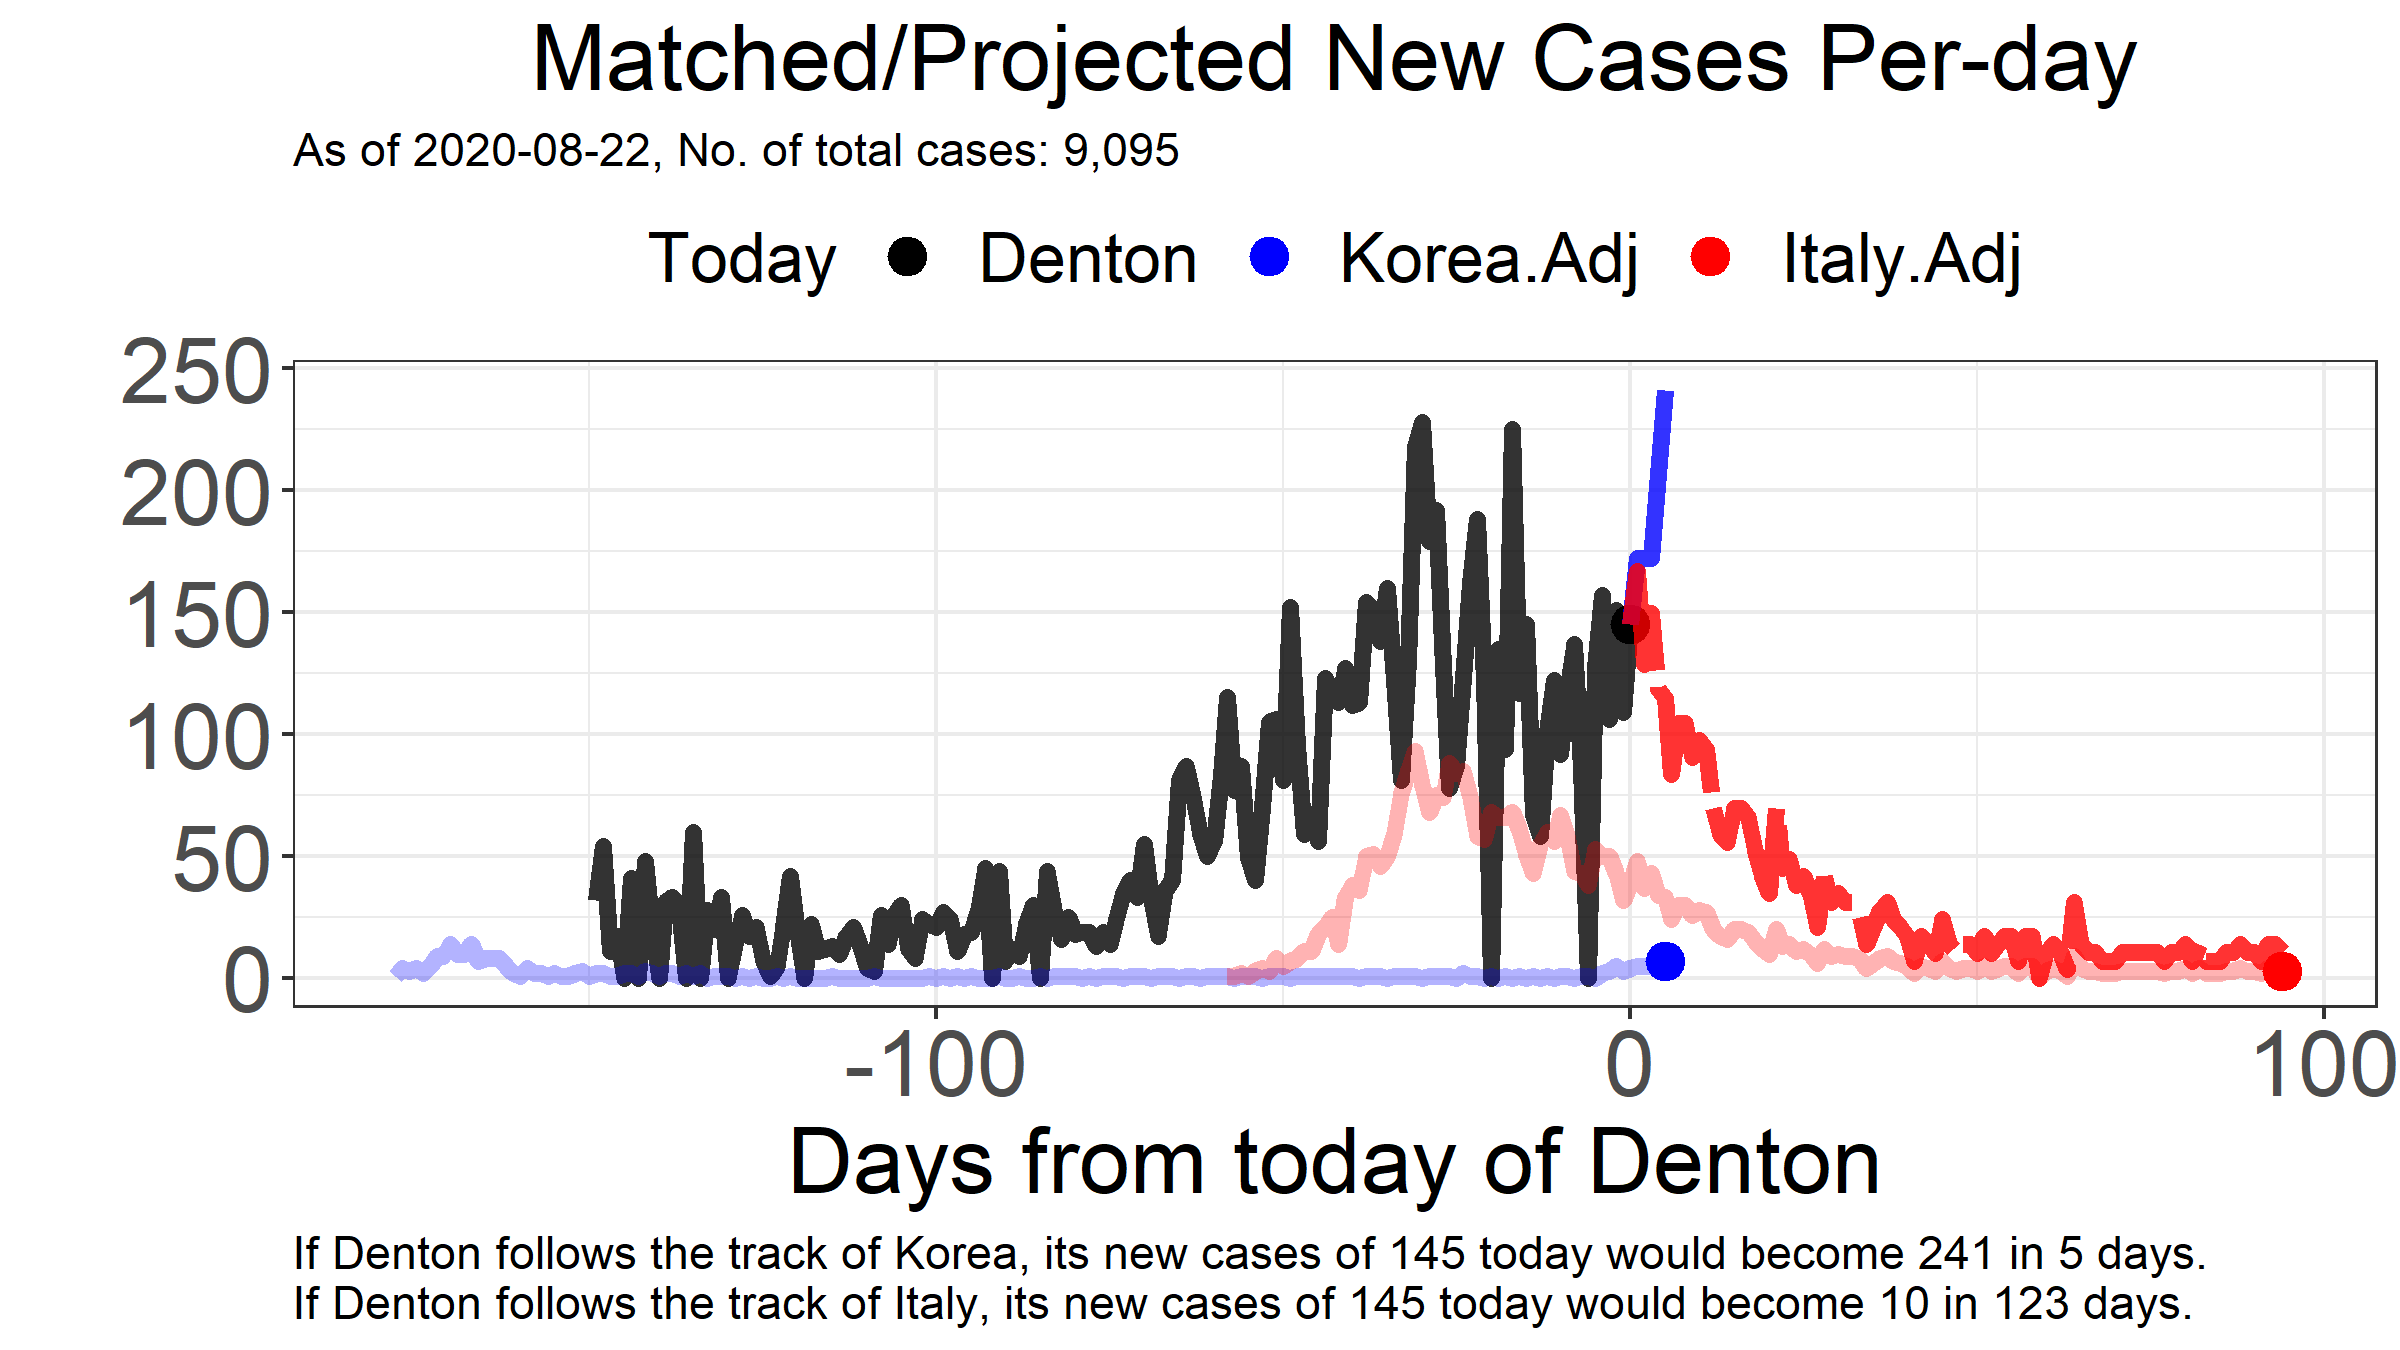 Matched/Projected New Cases Per-day
As of 2020-08-22, No. of total cases: 9,095
Today Denton Korea.Adj Italy.Adj
250
200
150
100
50
0
-100 0 100
Days from today of Denton
If Denton follows the track of Korea, its new cases of 145 today would become 241 in 5 days.
If Denton follows the track of Italy, its new cases of 145 today would become 10 in 123 days.